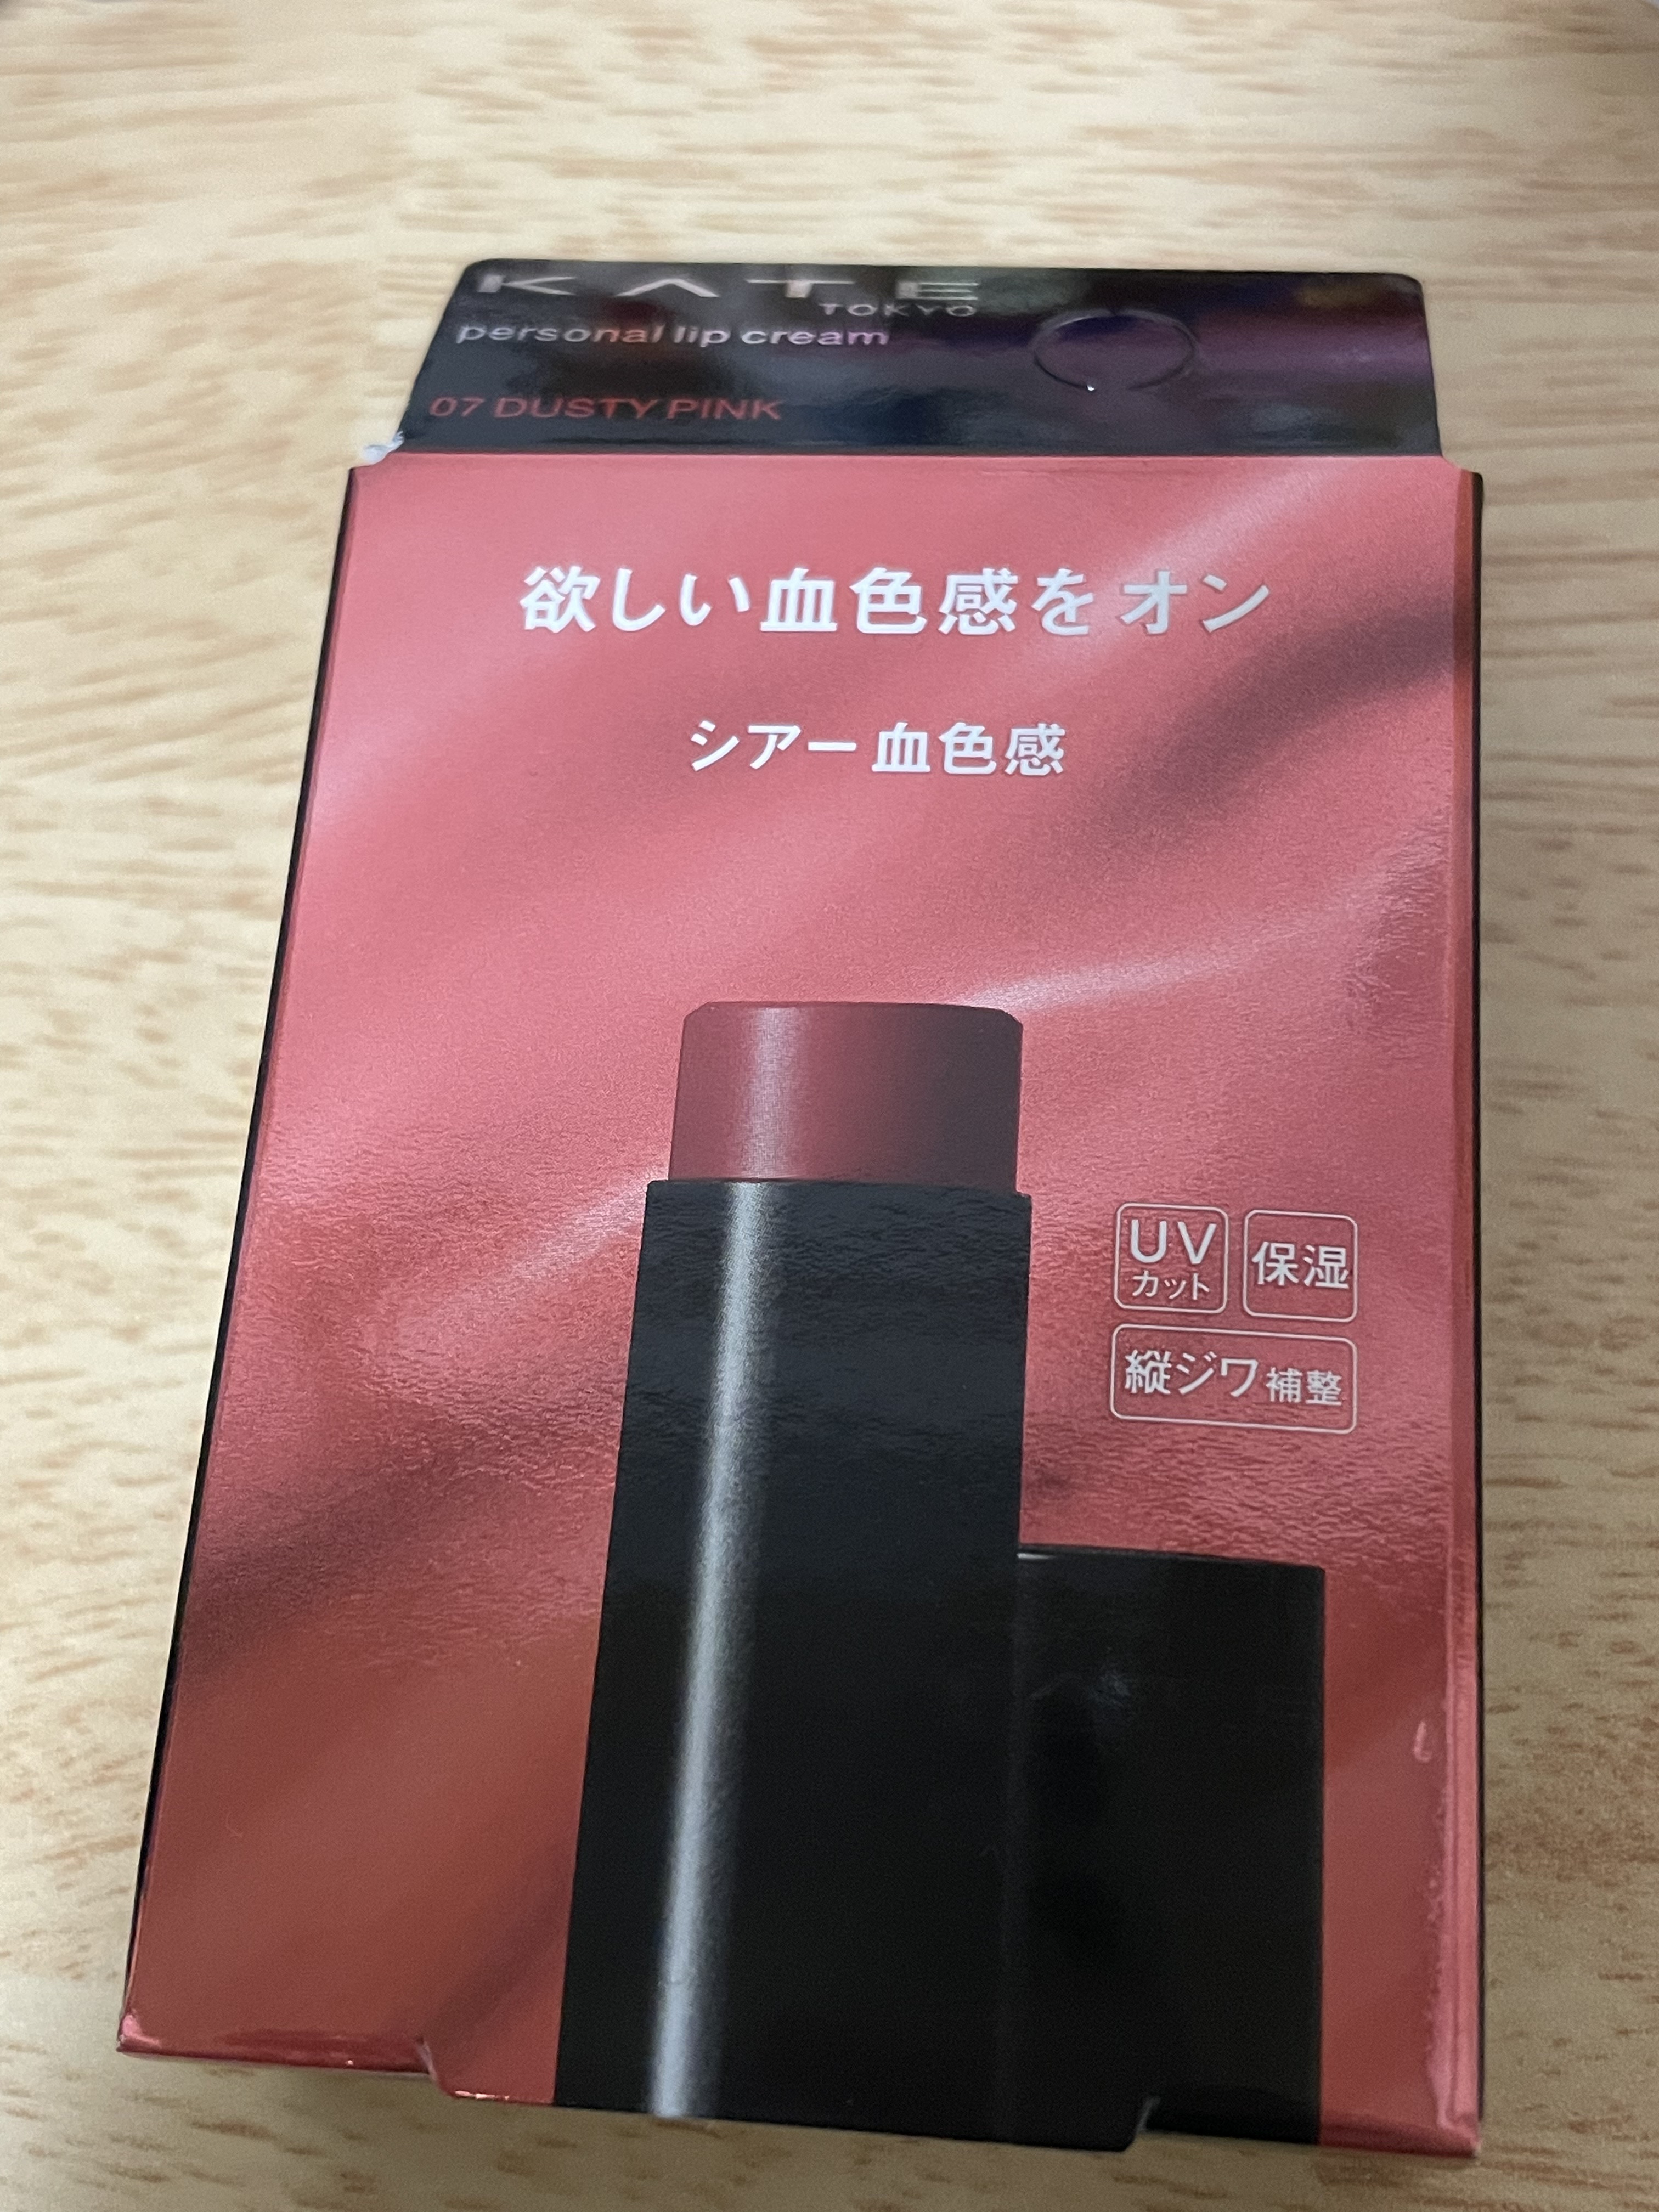 KATE
TOKYO
personal lip cream
07 DUSTY PINK
欲しい血色感をオン
シアー血色感
UV
カット
保湿
縦ジワ補整